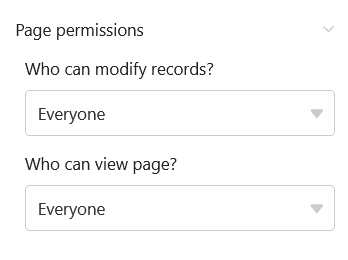 Page permissions
Who can modify records?
Everyone
Who can view page?
Everyone